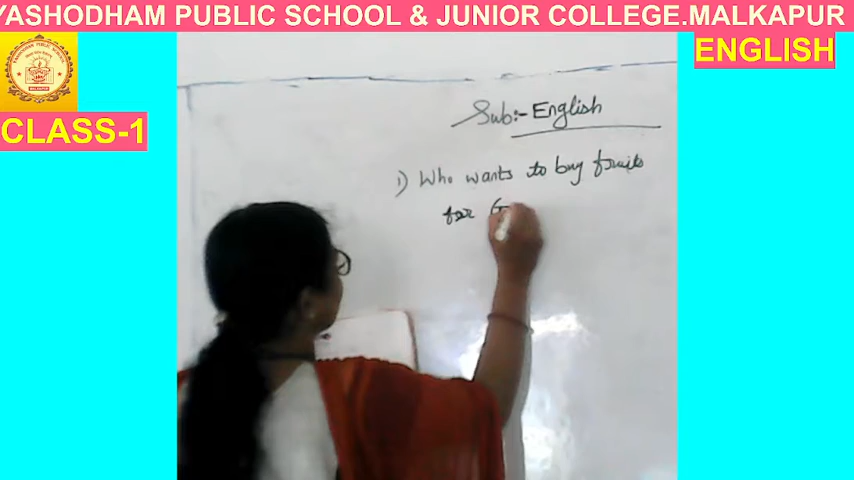 YASHODHAM PUBLIC SCHOOL & JUNIOR COLLEGE.MALKAPUR
ENGLISH
CLASS-1
Sub:- English
1) Who wants to buy fruits
for